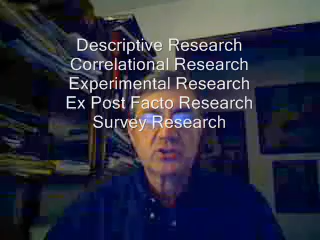 Descriptive Research
Correlational Research
Experimental Research
Ex Post Facto Research
Survey Research